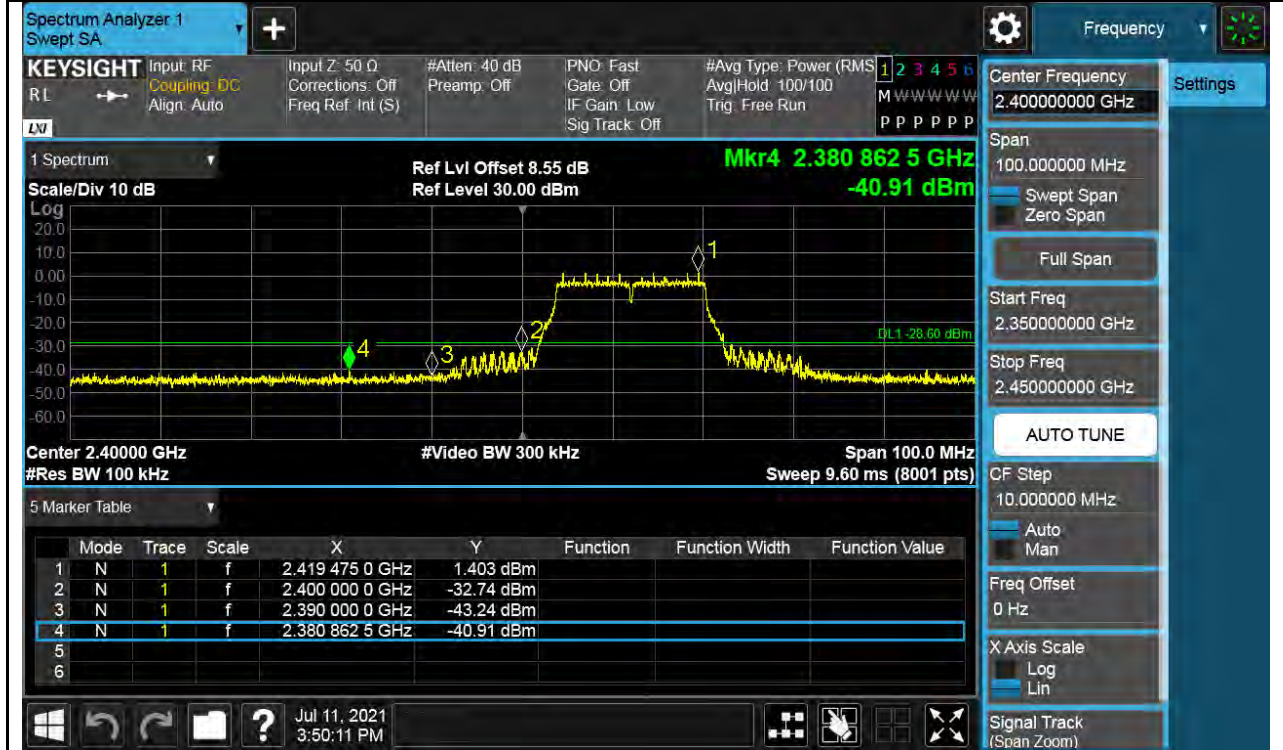 Spectrum Analyzer 1
Swept SA
+
Frequency
KEYSIGHT
RL
LXI
Input: RF
Coupling: DC
Align: Auto
Input Z: 50 Ω
Corrections: Off
Freq Ref: Int (S)
#Atten: 40 dB
Preamp: Off
PNO: Fast
Gate: Off
IF Gain: Low
Sig Track: Off
#Avg Type: Power (RMS
Avg|Hold: 100/100
Trig: Free Run
1 2 3 4 5 6
M W W W W W
P P P P P P
Center Frequency
2.400000000 GHz
Settings
1 Spectrum
Scale/Div 10 dB
Ref Lvl Offset 8.55 dB
Ref Level 30.00 dBm
Mkr4 2.380 862 5 GHz
-40.91 dBm
Log
20.0
10.0
0.00
-10.0
-20.0
-30.0
-40.0
-50.0
-60.0
1
2
3
4
DL1 -28.60 dBm
Center 2.40000 GHz
#Res BW 100 kHz
#Video BW 300 kHz
Span 100.0 MHz
Sweep 9.60 ms (8001 pts)
Span
100.000000 MHz
Swept Span
Zero Span
Full Span
Start Freq
2.350000000 GHz
Stop Freq
2.450000000 GHz
AUTO TUNE
CF Step
10.000000 MHz
Auto
Man
Freq Offset
0 Hz
X Axis Scale
Log
Lin
Signal Track
(Span Zoom)
5 Marker Table
Mode Trace Scale X Y Function Function Width Function Value
1 N 1 f 2.419 475 0 GHz 1.403 dBm
2 N 1 f 2.400 000 0 GHz -32.74 dBm
3 N 1 f 2.390 000 0 GHz -43.24 dBm
4 N 1 f 2.380 862 5 GHz -40.91 dBm
5
6
?
Jul 11, 2021
3:50:11 PM